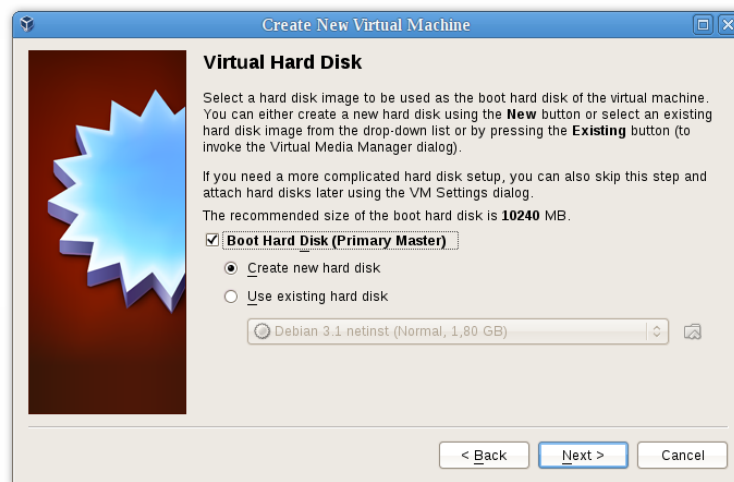 Create New Virtual Machine
Virtual Hard Disk
Select a hard disk image to be used as the boot hard disk of the virtual machine.
You can either create a new hard disk using the New button or select an existing
hard disk image from the drop-down list or by pressing the Existing button (to
invoke the Virtual Media Manager dialog).
If you need a more complicated hard disk setup, you can also skip this step and
attach hard disks later using the VM Settings dialog.
The recommended size of the boot hard disk is 10240 MB.
Boot Hard Disk (Primary Master)
Create new hard disk
Use existing hard disk
Debian 3.1 netinst (Normal, 1,80 GB)
< Back
Next >
Cancel